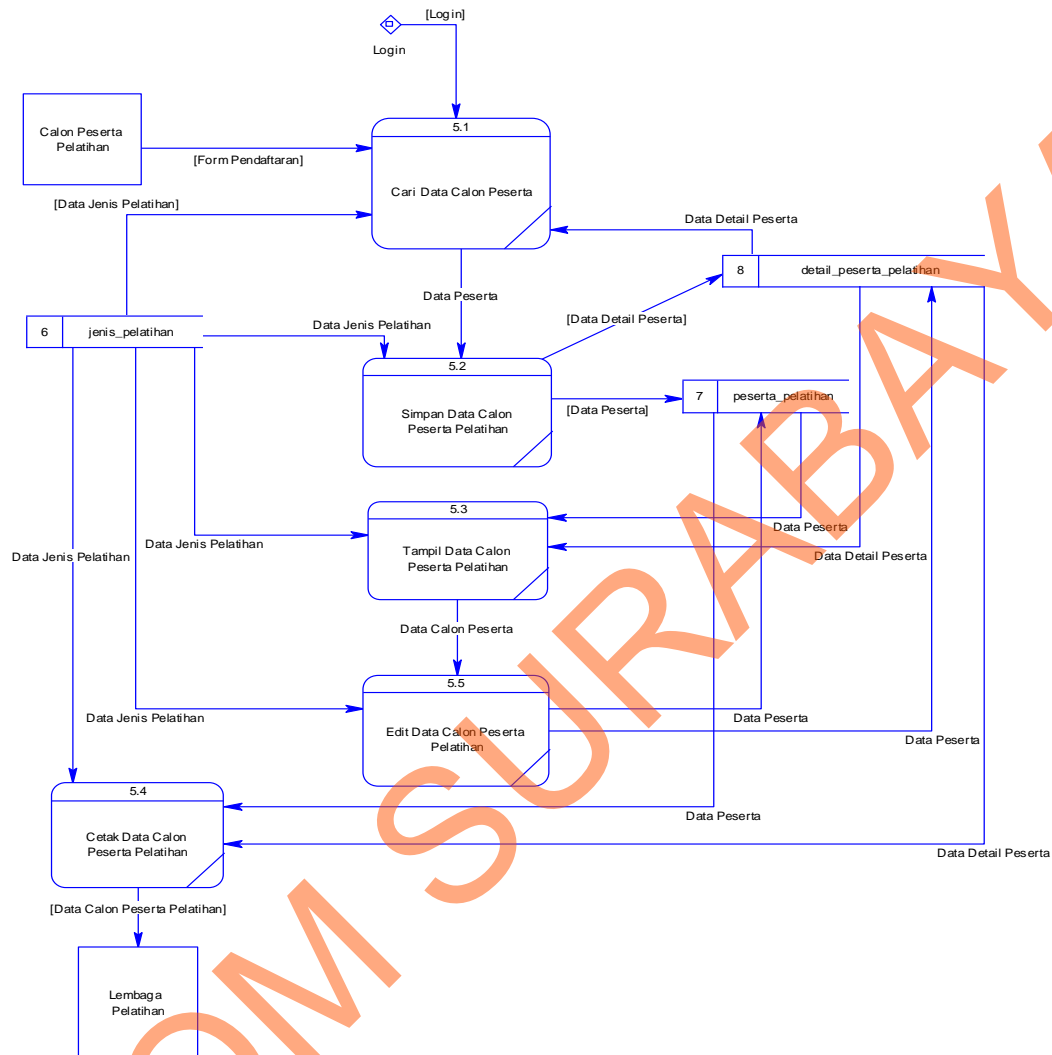 [Login]
Login
Calon Peserta
Pelatihan
[Form Pendaftaran]
5.1
Cari Data Calon Peserta
[Data Jenis Pelatihan]
Data Detail Peserta
8
detail_peserta_pelatihan
Data Peserta
6
jenis_pelatihan
Data Jenis Pelatihan
[Data Detail Peserta]
5.2
Simpan Data Calon
Peserta Pelatihan
[Data Peserta]
7
peserta_pelatihan
5.3
Tampil Data Calon
Peserta Pelatihan
Data Peserta
Data Detail Peserta
Data Jenis Pelatihan
Data Jenis Pelatihan
Data Calon Peserta
5.5
Edit Data Calon Peserta
Pelatihan
Data Jenis Pelatihan
Data Peserta
Data Peserta
5.4
Cetak Data Calon
Peserta Pelatihan
Data Peserta
Data Detail Peserta
[Data Calon Peserta Pelatihan]
Lembaga
Pelatihan
OM SURABAYA